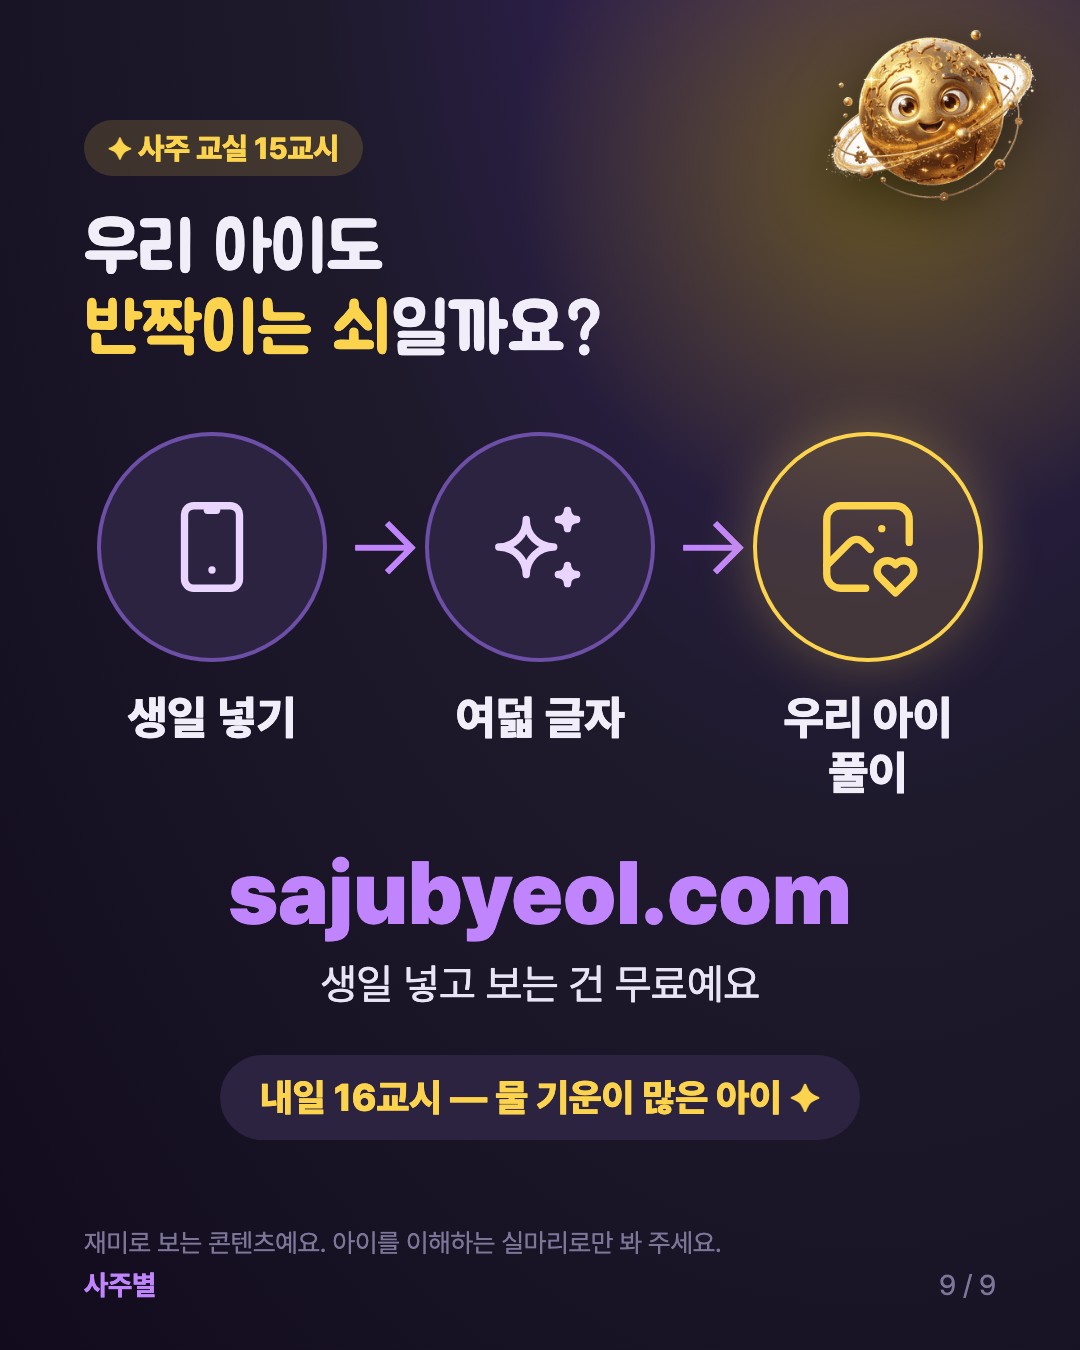 ✦ 사주 교실 15교시
우리 아이도
반짝이는 쇠일까요?
생일 넣기
여덟 글자
우리 아이
풀이
sajubyeol.com
생일 넣고 보는 건 무료예요
내일 16교시 — 물 기운이 많은 아이 ✦
재미로 보는 콘텐츠예요. 아이를 이해하는 실마리로만 봐 주세요.
사주별
9 / 9